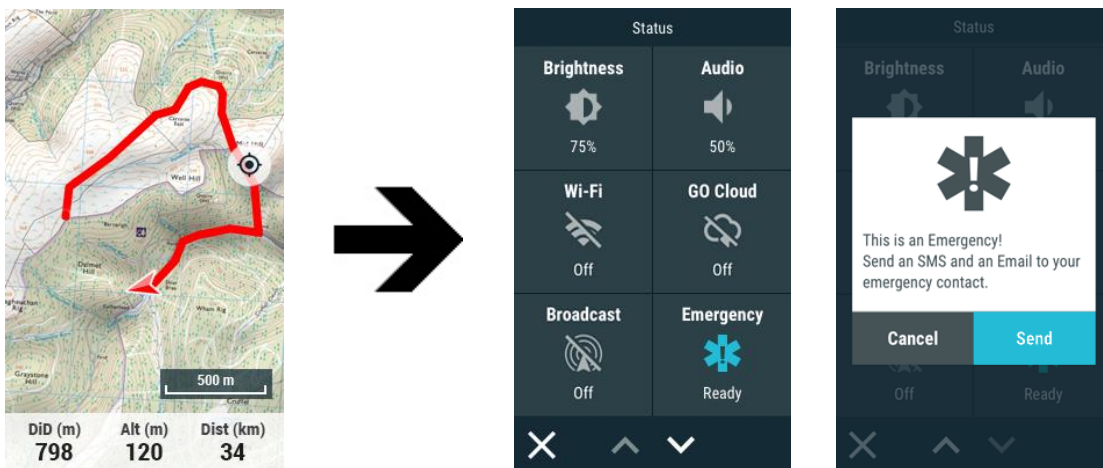 Well Hill
500 m
DiD (m) Alt (m) Dist (km)
798 120 34
Status
Brightness Audio
75% 50%
Wi-Fi GO Cloud
Off Off
Broadcast Emergency
Off Ready
Status
Brightness Audio
This is an Emergency!
Send an SMS and an Email to your
emergency contact.
Cancel Send
Off Ready